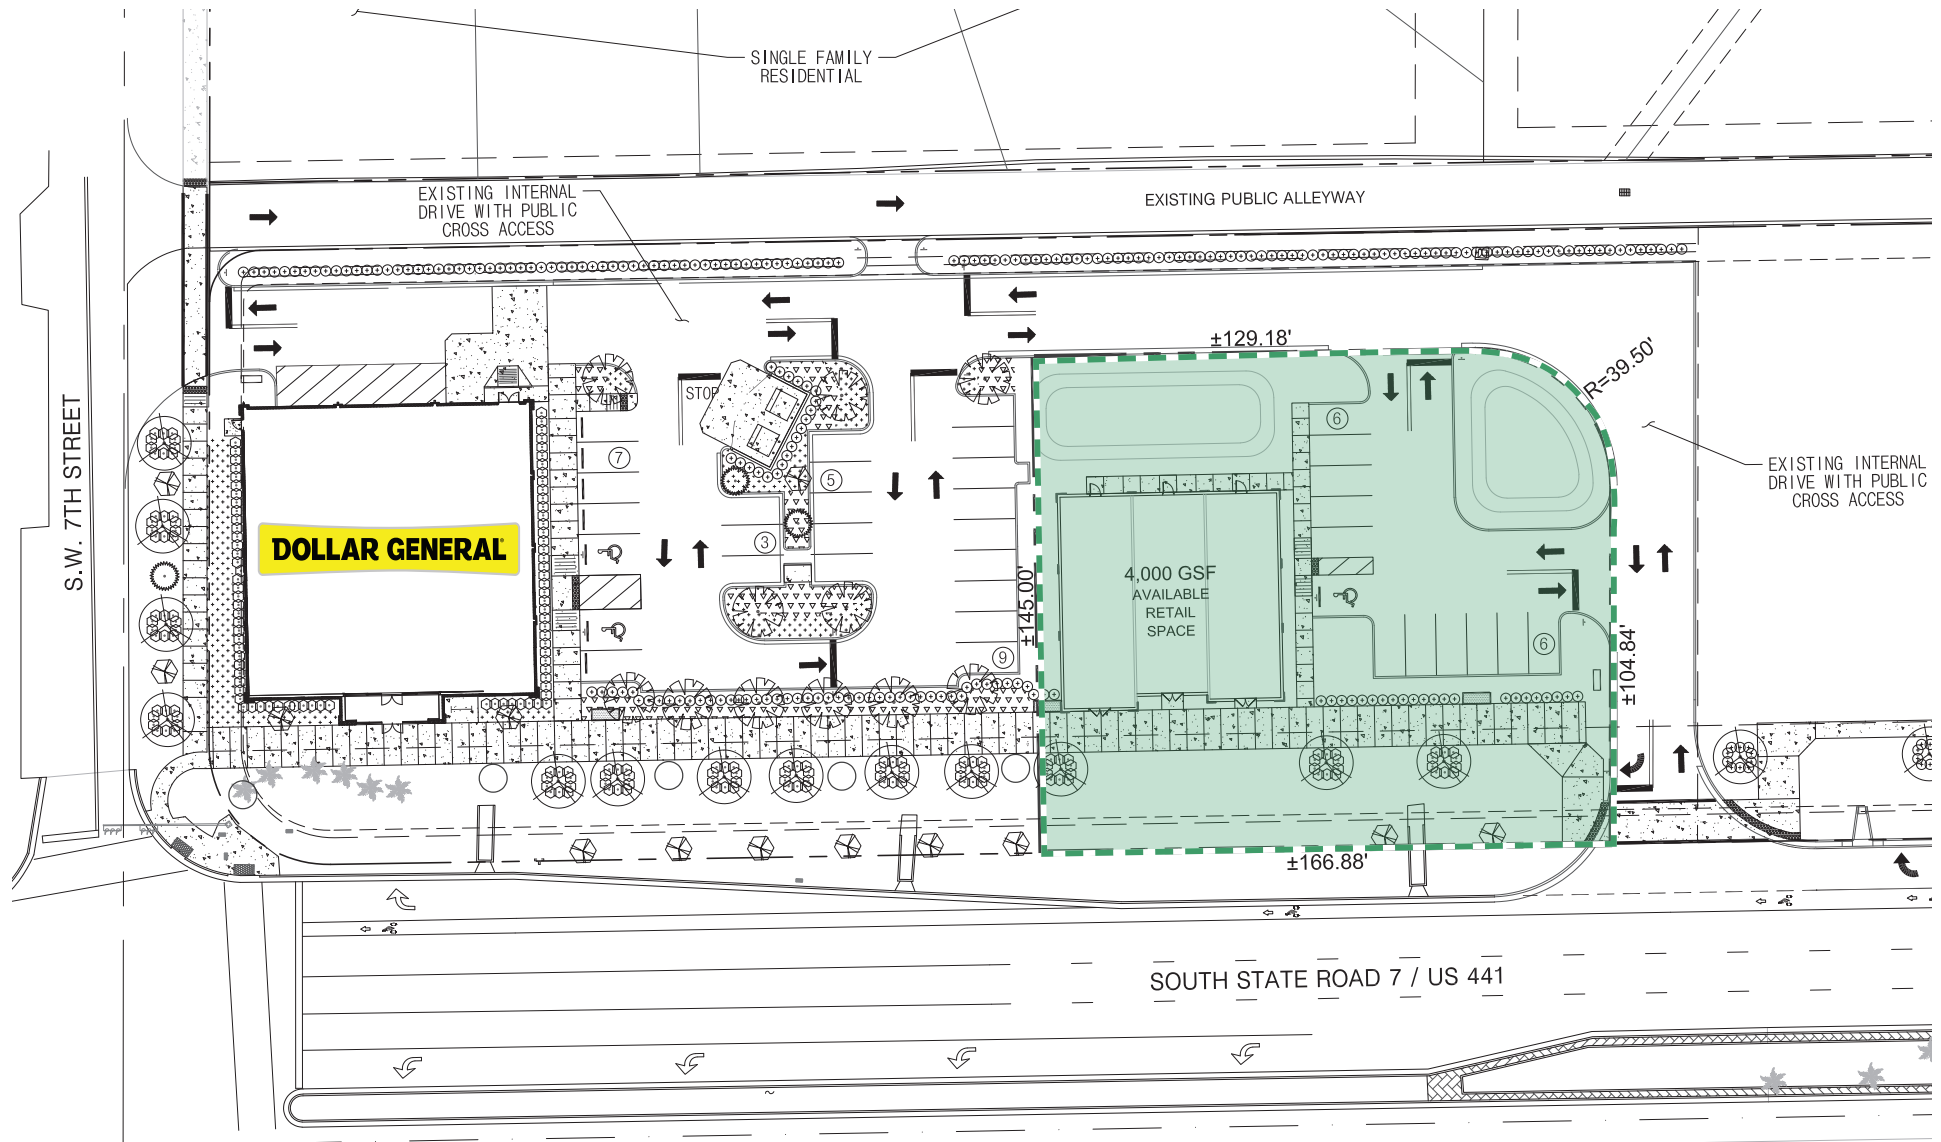 SINGLE FAMILY
RESIDENTIAL
EXISTING INTERNAL
DRIVE WITH PUBLIC
CROSS ACCESS
EXISTING PUBLIC ALLEYWAY
±129.18'
R=39.50'
STOP
6
7
5
S.W. 7TH STREET
EXISTING INTERNAL
DRIVE WITH PUBLIC
CROSS ACCESS
DOLLAR GENERAL
3
4,000 GSF
AVAILABLE
RETAIL
SPACE
±145.00'
9
6
±104.84'
±166.88'
SOUTH STATE ROAD 7 / US 441